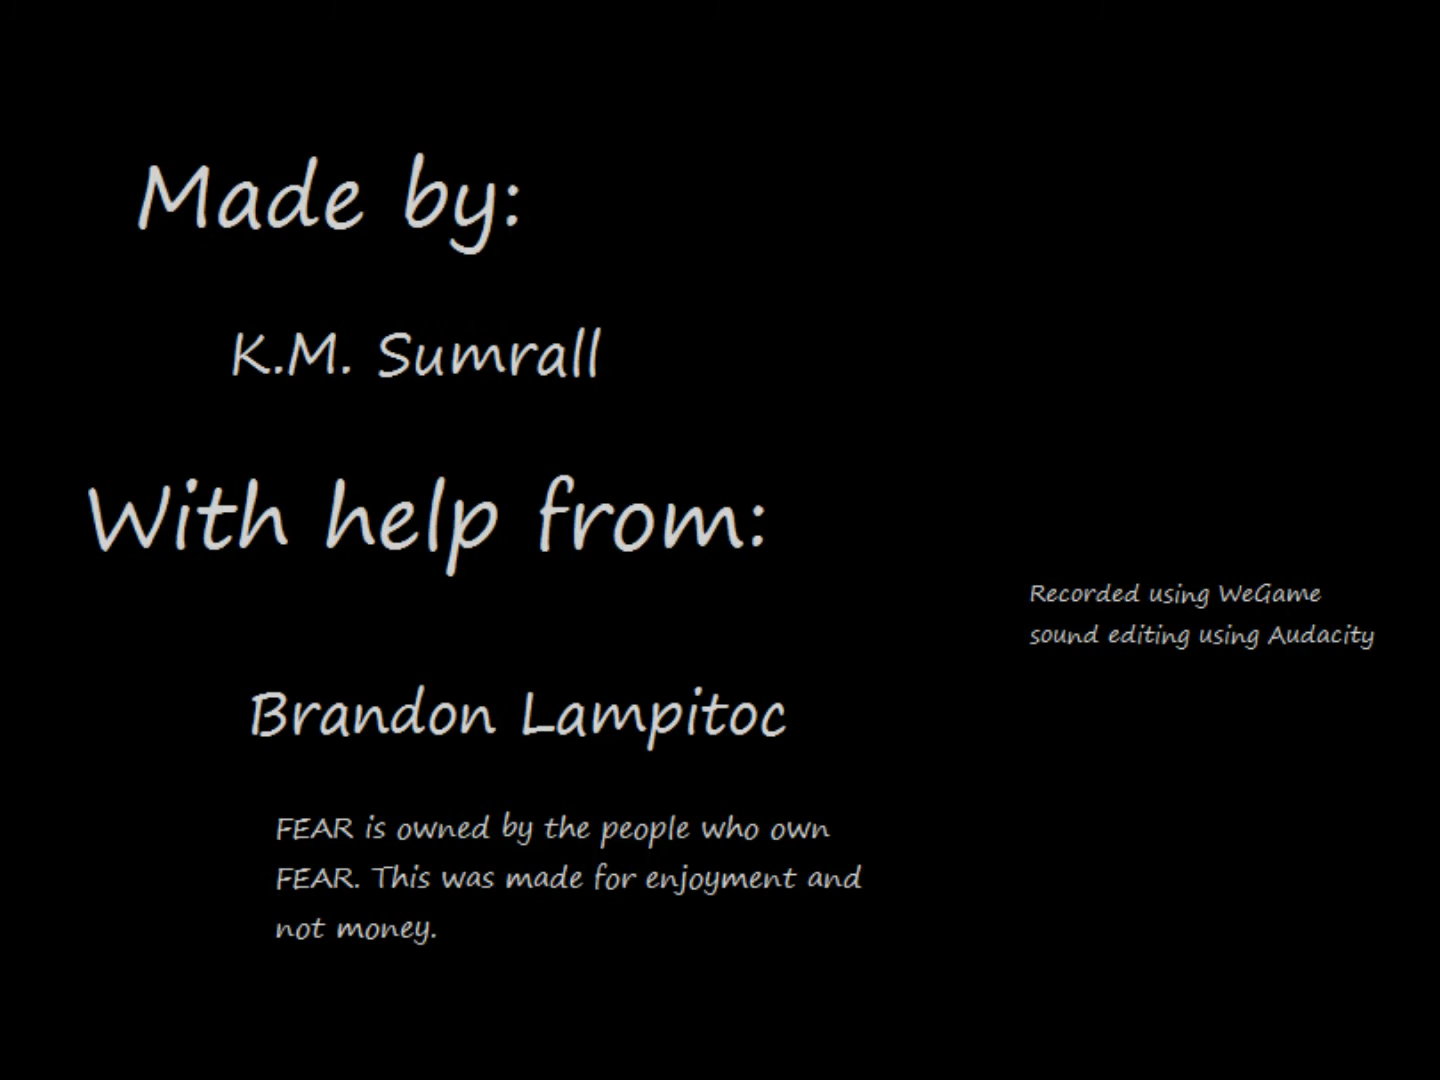 Made by:
K.M. Sumrall
With help from:
Recorded using WeGame
sound editing using Audacity
Brandon Lampitoc
FEAR is owned by the people who own
FEAR. This was made for enjoyment and
not money.